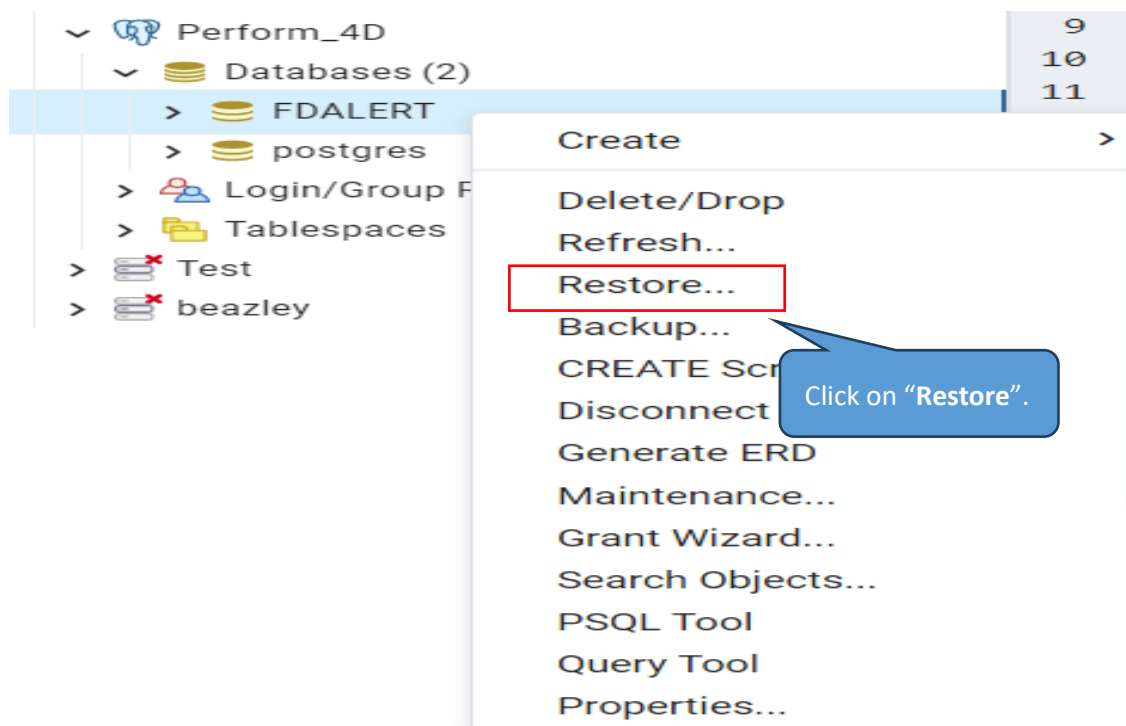 Perform_4D
Databases (2)
FDALERT
postgres
Login/Group
Tablespaces
Test
beazley
9
10
11
Create
Delete/Drop
Refresh...
Restore...
Backup...
CREATE Scr
Disconnect
Generate ERD
Maintenance...
Grant Wizard...
Search Objects...
PSQL Tool
Query Tool
Properties...
Click on “Restore”.